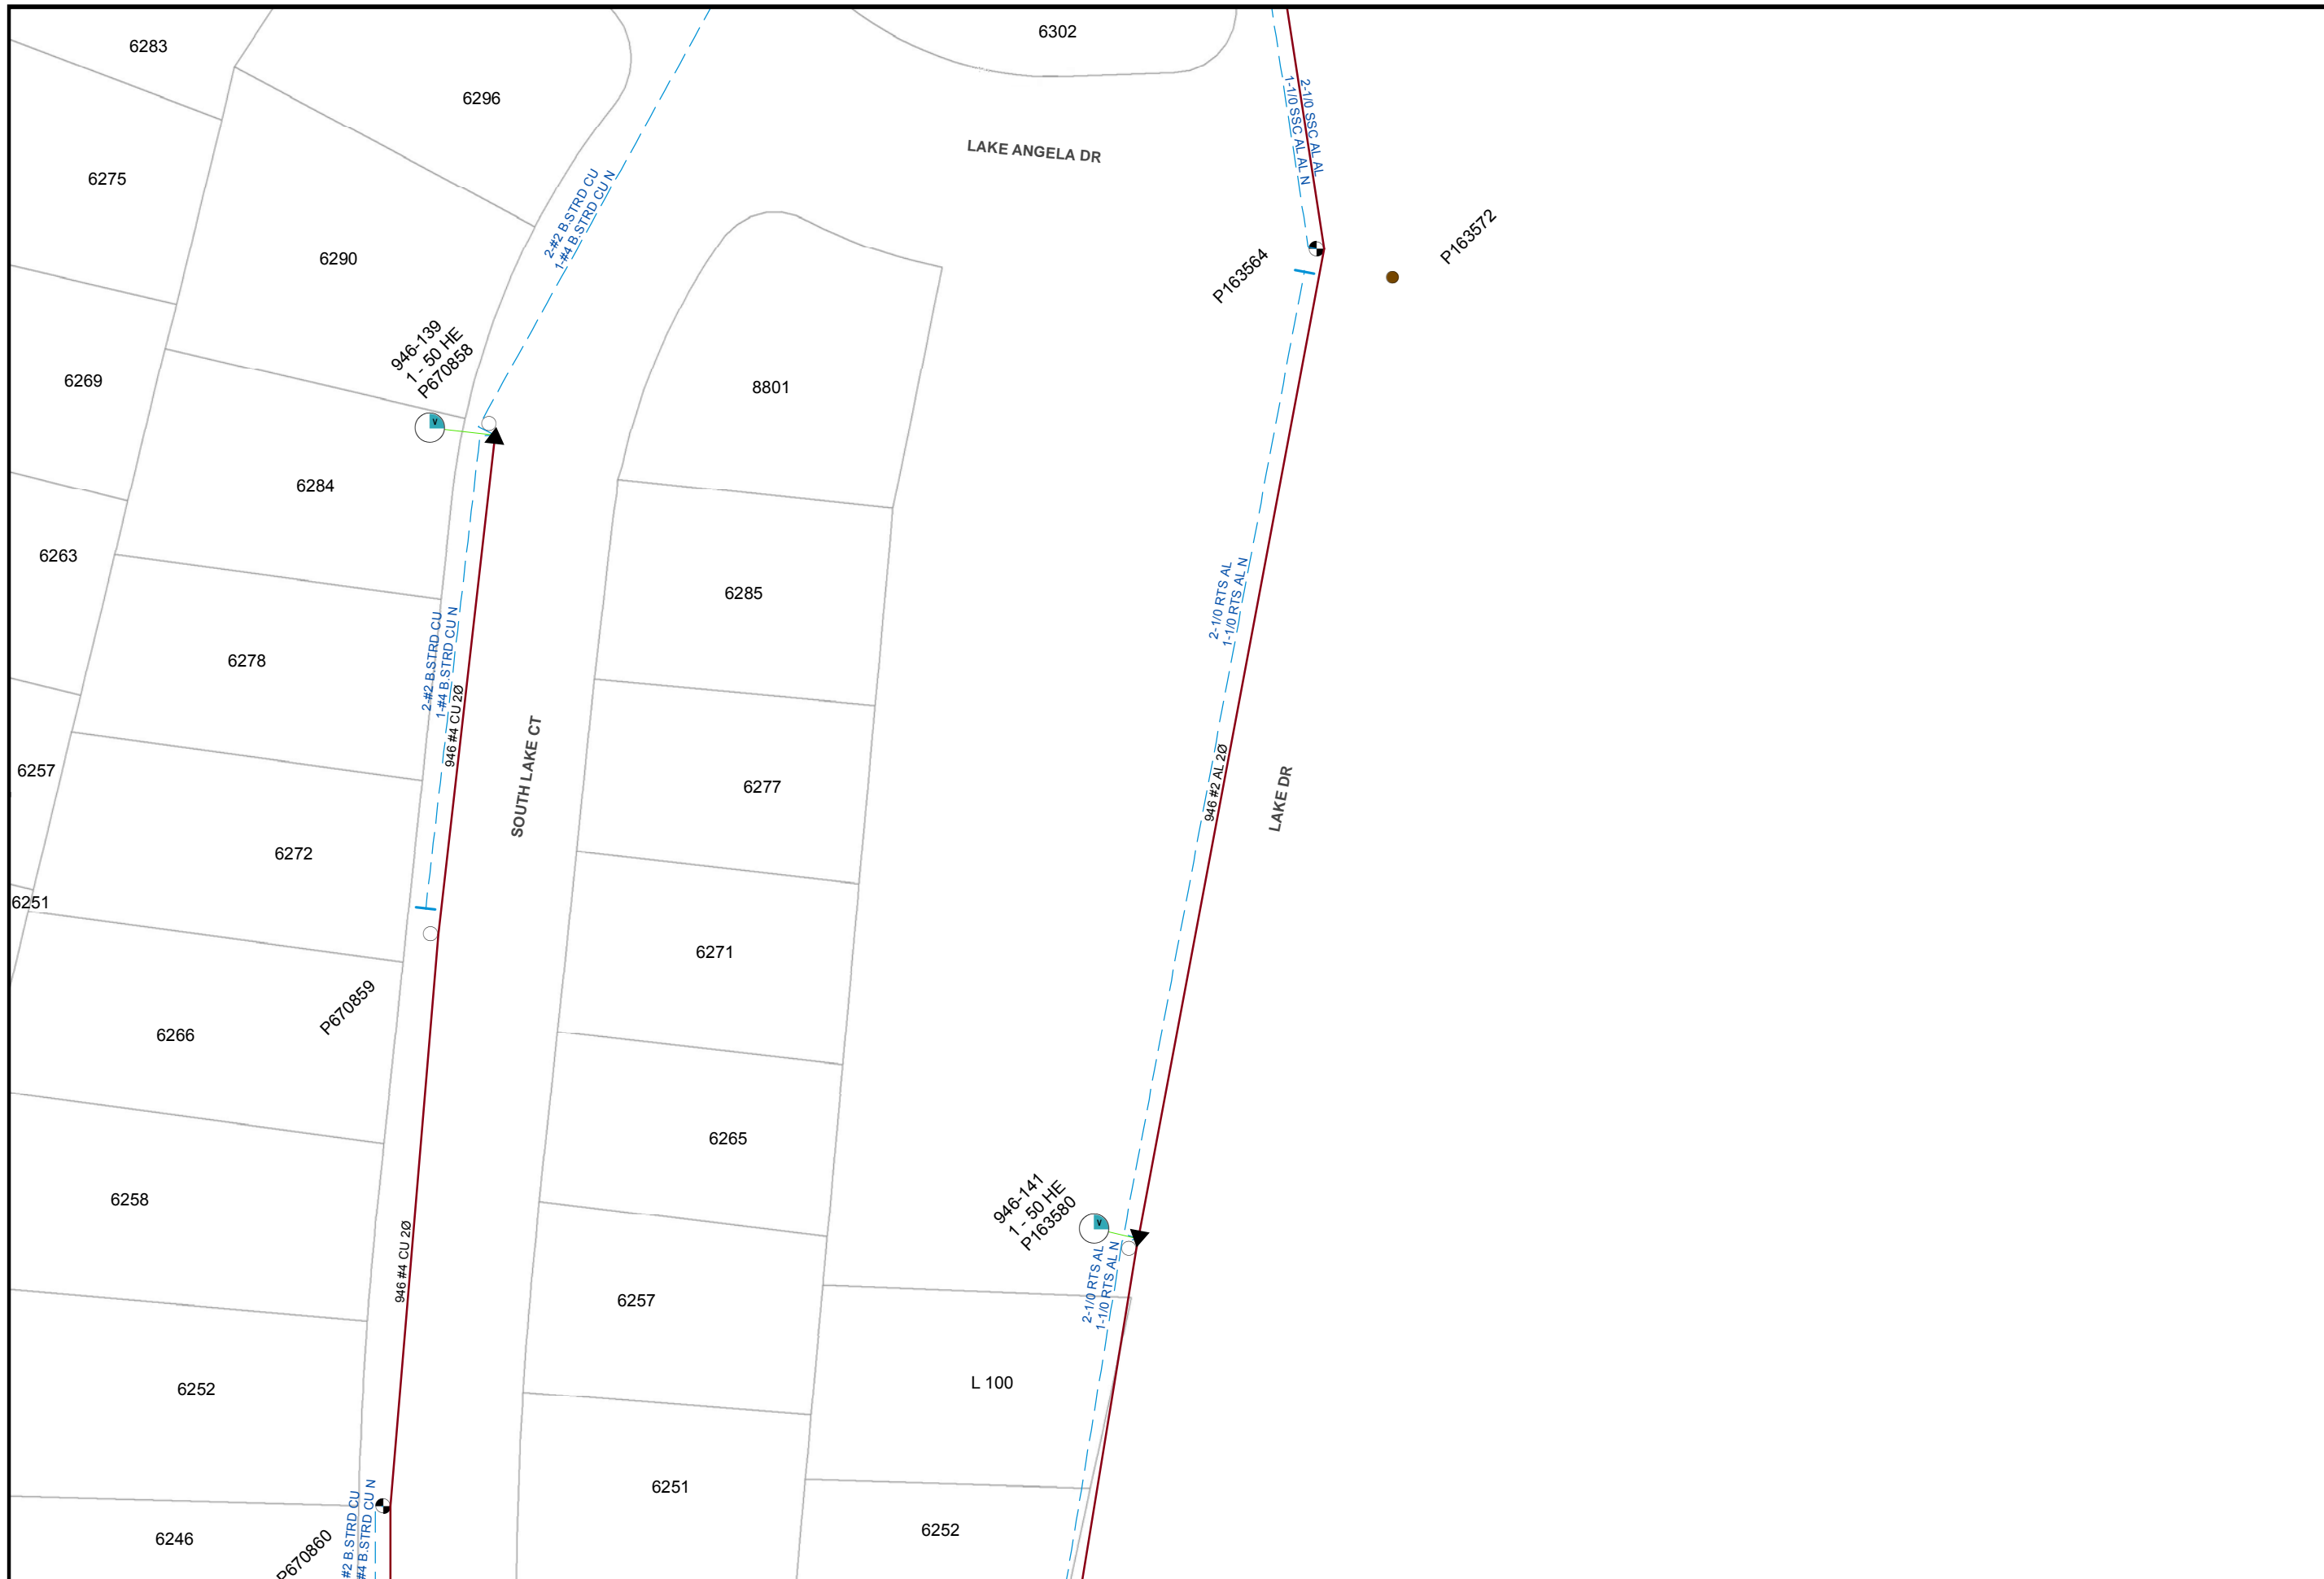 6283
6302
6296
2-1/0 SSC AL AL
1-1/0 SSC AL AL N
LAKE ANGELA DR
6275
2-#2 B.STRD CU
1-#4 B.STRD CU N
6290
P163564
P163572
946-139
1 - 50 HE
P670858
6269
8801
V
6284
6263
6285
2-1/0 RTS AL
1-1/0 RTS AL N
6278
2-#2 B.STRD CU
1-#4 B.STRD CU N
946 #4 CU 2Ø
SOUTH LAKE CT
6257
6277
946 #2 AL 2Ø
LAKE DR
6272
6251
6271
P670859
6266
6265
6258
946-141
1 - 50 HE
P163580
V
946 #4 CU 2Ø
6257
2-1/0 RTS AL
1-1/0 RTS AL N
6252
L 100
6251
6252
6246
P670860
#2 B.STRD CU
#4 B.STRD CU N